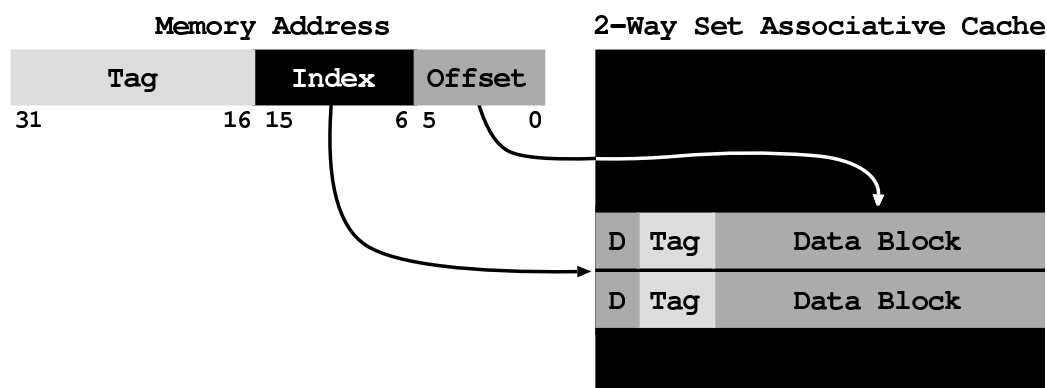 Memory Address
2-Way Set Associative Cache
Tag Index Offset
31 16 15 6 5 0
D Tag Data Block
D Tag Data Block